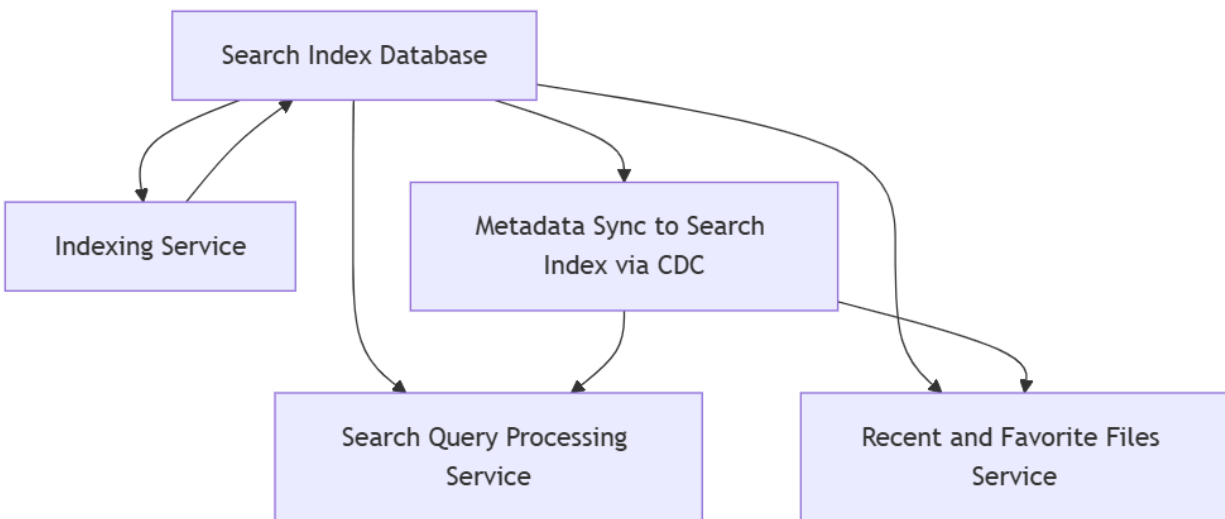 Search Index Database
Indexing Service
Metadata Sync to Search
Index via CDC
Search Query Processing
Service
Recent and Favorite Files
Service